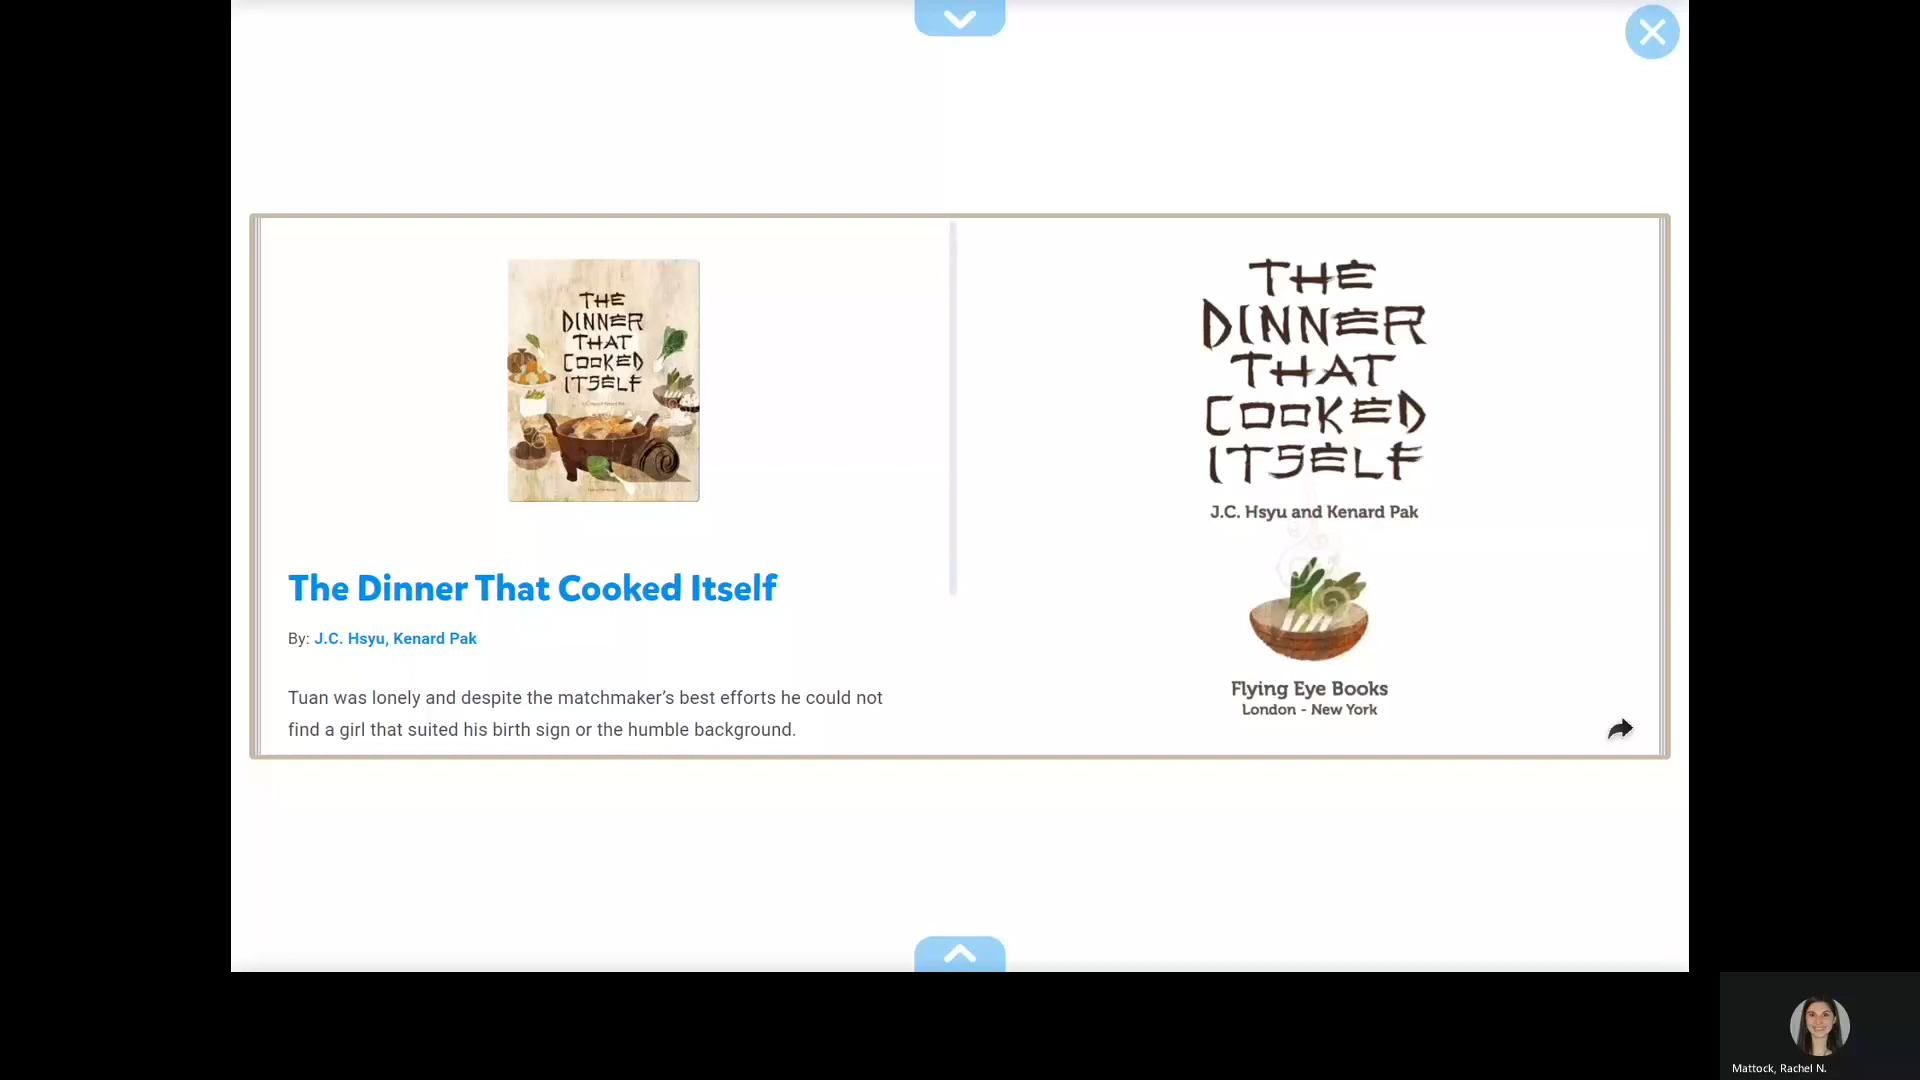 THE
DINNER
THAT
COOKED
ITSELF
The Dinner That Cooked Itself
By: J.C. Hsyu, Kenard Pak
Tuan was lonely and despite the matchmaker’s best efforts he could not
find a girl that suited his birth sign or the humble background.
THE
DINNER
THAT
COOKED
ITSELF
J.C. Hsyu and Kenard Pak
Flying Eye Books
London - New York
Mattock, Rachel N.